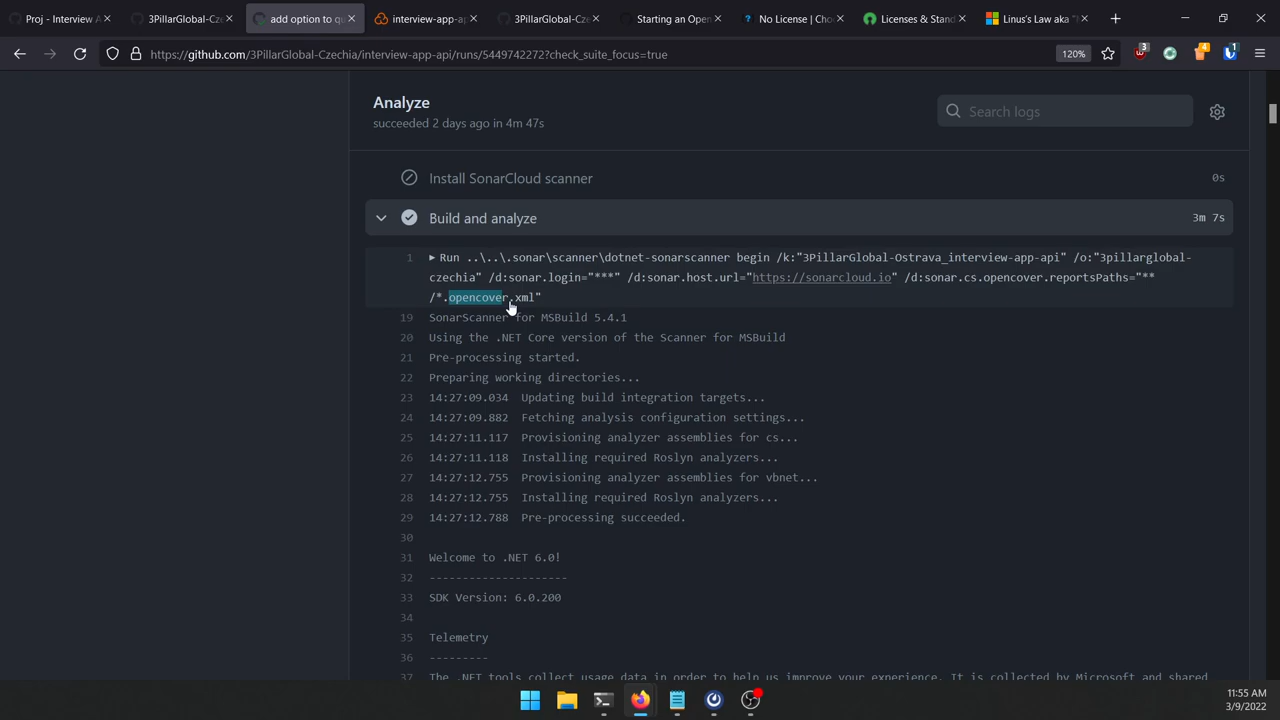 Proj - Interview A
3PillarGlobal-Cze
add option to qu
interview-app-api
3PillarGlobal-Cze
Starting an Open
No License | Cho
Licenses & Stand
Linus's Law aka "
https://github.com/3PillarGlobal-Czechia/interview-app-api/runs/5449742272?check_suite_focus=true
120%
3
4
1
Analyze
succeeded 2 days ago in 4m 47s
Search logs
Install SonarCloud scanner
0s
Build and analyze
3m 7s
1 Run ..\..\.sonar\scanner\dotnet-sonarscanner begin /k:"3PillarGlobal-Ostrava_interview-app-api" /o:"3pillarglobal-
czechia" /d:sonar.login="***" /d:sonar.host.url="https://sonarcloud.io" /d:sonar.cs.opencover.reportsPaths="**
/*.opencover.xml"
19 SonarScanner for MSBuild 5.4.1
20 Using the .NET Core version of the Scanner for MSBuild
21 Pre-processing started.
22 Preparing working directories...
23 14:27:09.034 Updating build integration targets...
24 14:27:09.882 Fetching analysis configuration settings...
25 14:27:11.117 Provisioning analyzer assemblies for cs...
26 14:27:11.118 Installing required Roslyn analyzers...
27 14:27:12.755 Provisioning analyzer assemblies for vbnet...
28 14:27:12.755 Installing required Roslyn analyzers...
29 14:27:12.788 Pre-processing succeeded.
30
31 Welcome to .NET 6.0!
32 ---------------------
33 SDK Version: 6.0.200
34
35 Telemetry
36 ---------
37 The .NET tools collect usage data in order to help us improve your experience. It is collected by Microsoft and shared
11:55 AM
3/9/2022